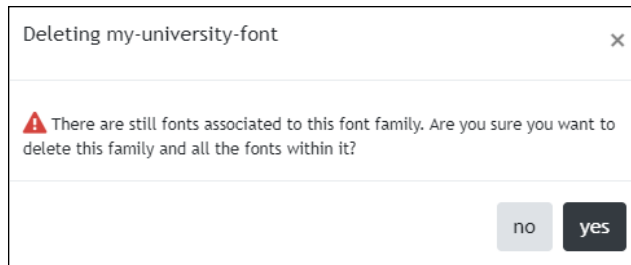 Deleting my-university-font
×
There are still fonts associated to this font family. Are you sure you want to
delete this family and all the fonts within it?
no yes